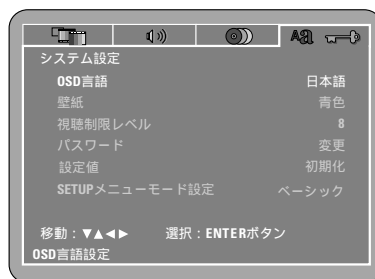 Aa
システム設定
OSD言語 日本語
壁紙 青色
視聴制限レベル 8
パスワード 変更
設定値 初期化
SETUPメニューモード設定 ベーシック
移動：▼▲◀▶ 選択：ENTERボタン
OSD言語設定